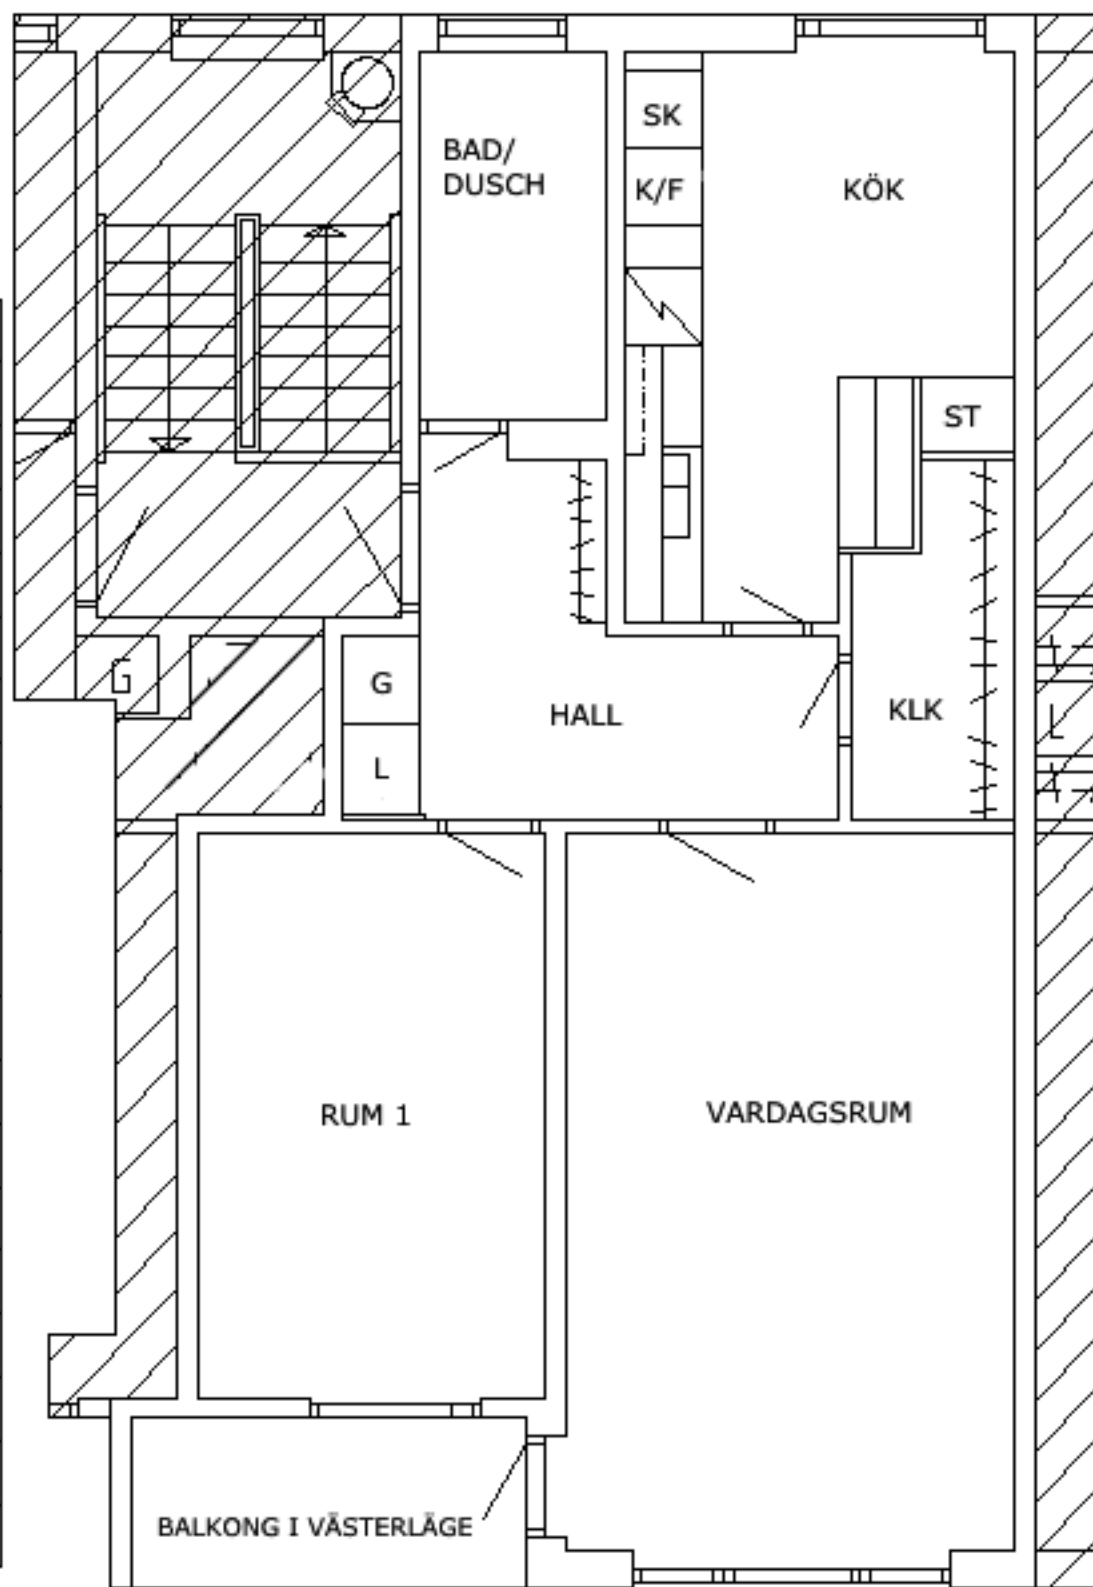 SK
BAD/
DUSCH
K/F
KÖK
ST
G
G
HALL
KLK
L
L
RUM 1
VARDAGSRUM
BALKONG I VÄSTERLÄGE